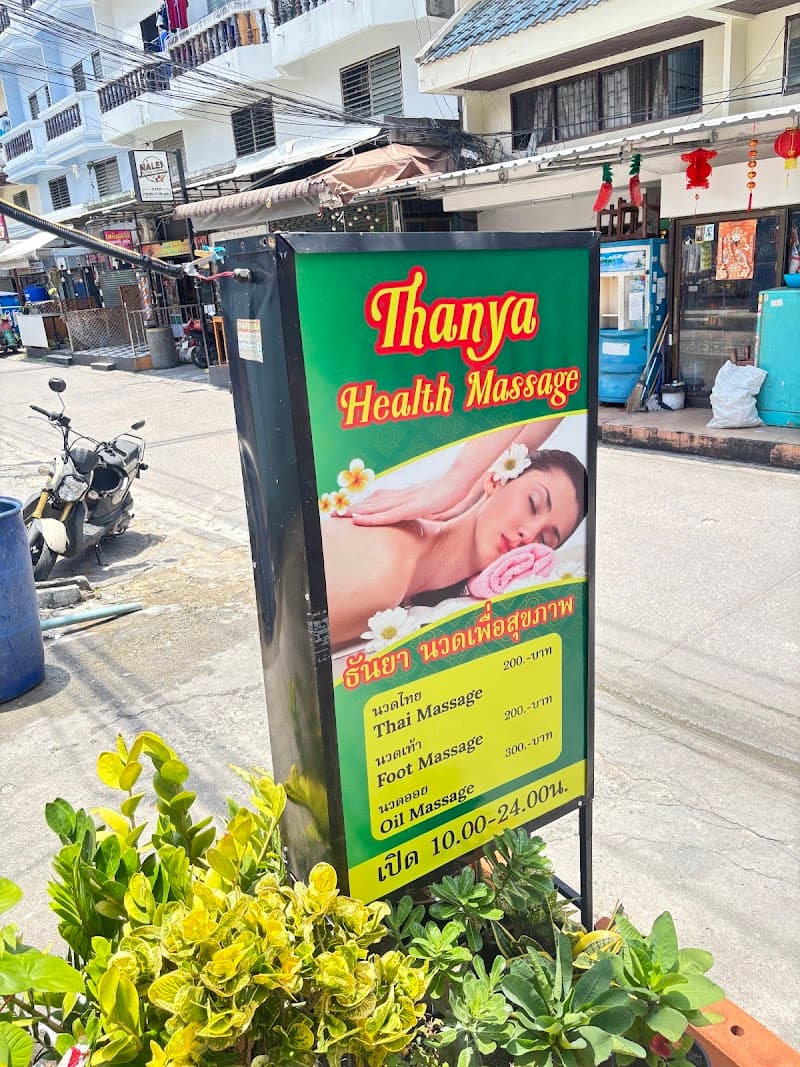 Thanya
Health Massage
ธันยา นวดเพื่อสุขภาพ
นวดไทย 200.-บาท
Thai Massage
นวดเท้า 200.-บาท
Foot Massage
นวดออย 300.-บาท
Oil Massage
เปิด 10.00-24.00น.